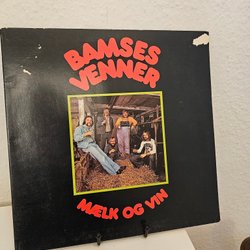 BAMSES
VENNER
MÆLK OG VIN